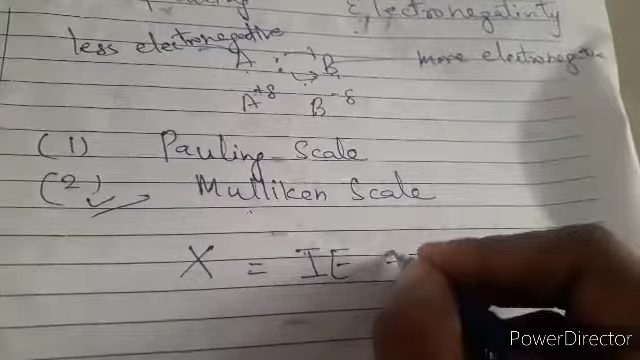 Electronegativity
less electronegative A : B more electronegative
A+δ B-δ
(1) Pauling Scale
(2) Mulliken Scale
X = IE
PowerDirector